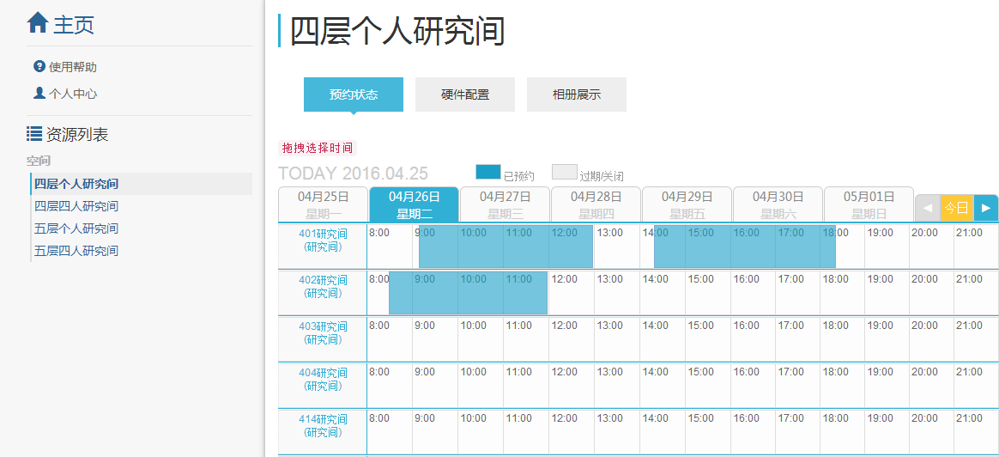 主页
使用帮助
个人中心
资源列表
空间
四层个人研究间
四层四人研究间
五层个人研究间
五层四人研究间
四层个人研究间
预约状态 硬件配置 相册展示
拖拽选择时间
TODAY 2016.04.25 已预约 过期/关闭
04月25日 04月26日 04月27日 04月28日 04月29日 04月30日 05月01日
星期一 星期二 星期三 星期四 星期五 星期六 星期日 ◀ 今日 ▶
401研究间 8:00 9:00 10:00 11:00 12:00 13:00 14:00 15:00 16:00 17:00 18:00 19:00 20:00 21:00
(研究间)
402研究间 8:00 9:00 10:00 11:00 12:00 13:00 14:00 15:00 16:00 17:00 18:00 19:00 20:00 21:00
(研究间)
403研究间 8:00 9:00 10:00 11:00 12:00 13:00 14:00 15:00 16:00 17:00 18:00 19:00 20:00 21:00
(研究间)
404研究间 8:00 9:00 10:00 11:00 12:00 13:00 14:00 15:00 16:00 17:00 18:00 19:00 20:00 21:00
(研究间)
414研究间 8:00 9:00 10:00 11:00 12:00 13:00 14:00 15:00 16:00 17:00 18:00 19:00 20:00 21:00
(研究间)